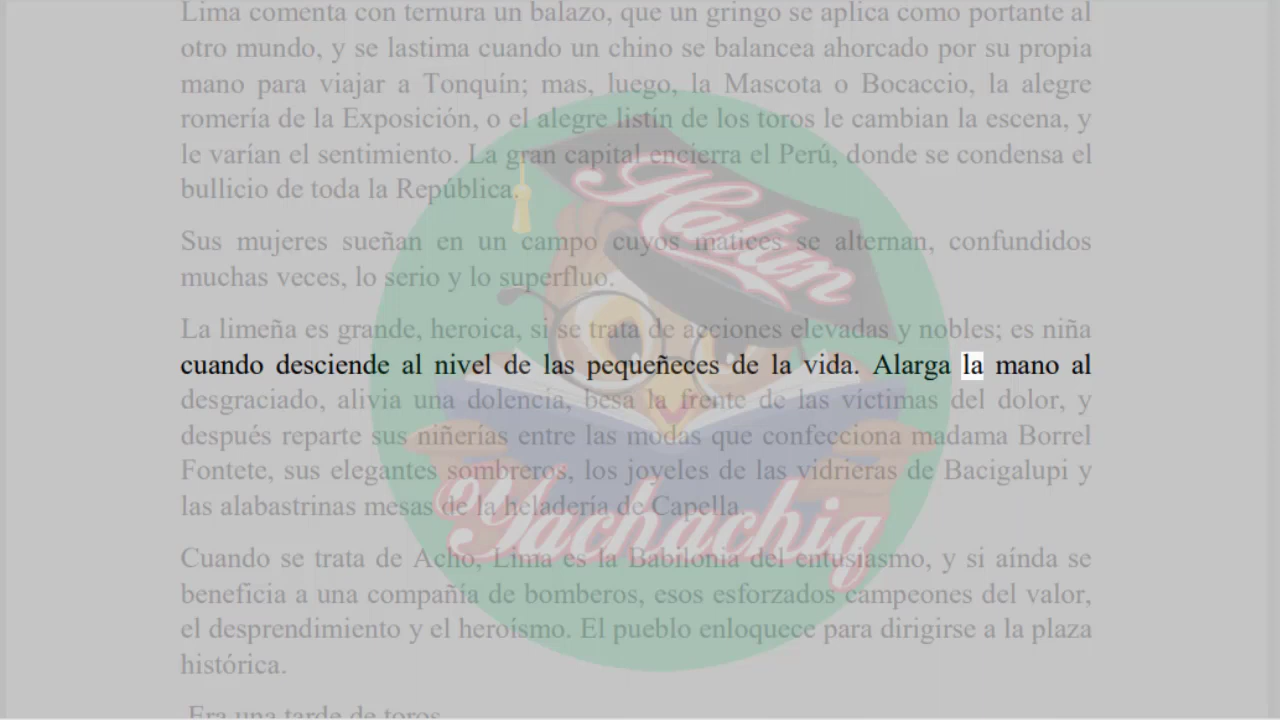 Lima comenta con ternura un balazo, que un gringo se aplica como portante al
otro mundo, y se lastima cuando un chino se balancea ahorcado por su propia
mano para viajar a Tonquín; mas, luego, la Mascota o Bocaccio, la alegre
romería de la Exposición, o el alegre listín de los toros le cambian la escena, y
le varían el sentimiento. La gran capital encierra el Perú, donde se condensa el
bullicio de toda la República.
Sus mujeres sueñan en un campo cuyos matices se alternan, confundidos
muchas veces, lo serio y lo superfluo.
La limeña es grande, heroica, si se trata de acciones elevadas y nobles; es niña
cuando desciende al nivel de las pequeñeces de la vida. Alarga la mano al
desgraciado, alivia una dolencia, besa la frente de las víctimas del dolor, y
después reparte sus niñerías entre las modas que confecciona madama Borrel
Fontete, sus elegantes sombreros, los joveles de las vidrieras de Bacigalupi y
las alabastrinas mesas de la heladería de Capella.
Cuando se trata de Acho, Lima es la Babilonia del entusiasmo, y si aínda se
beneficia a una compañía de bomberos, esos esforzados campeones del valor,
el desprendimiento y el heroísmo. El pueblo enloquece para dirigirse a la plaza
histórica.
Era una tarde de toros
Hatun
Yachachiq